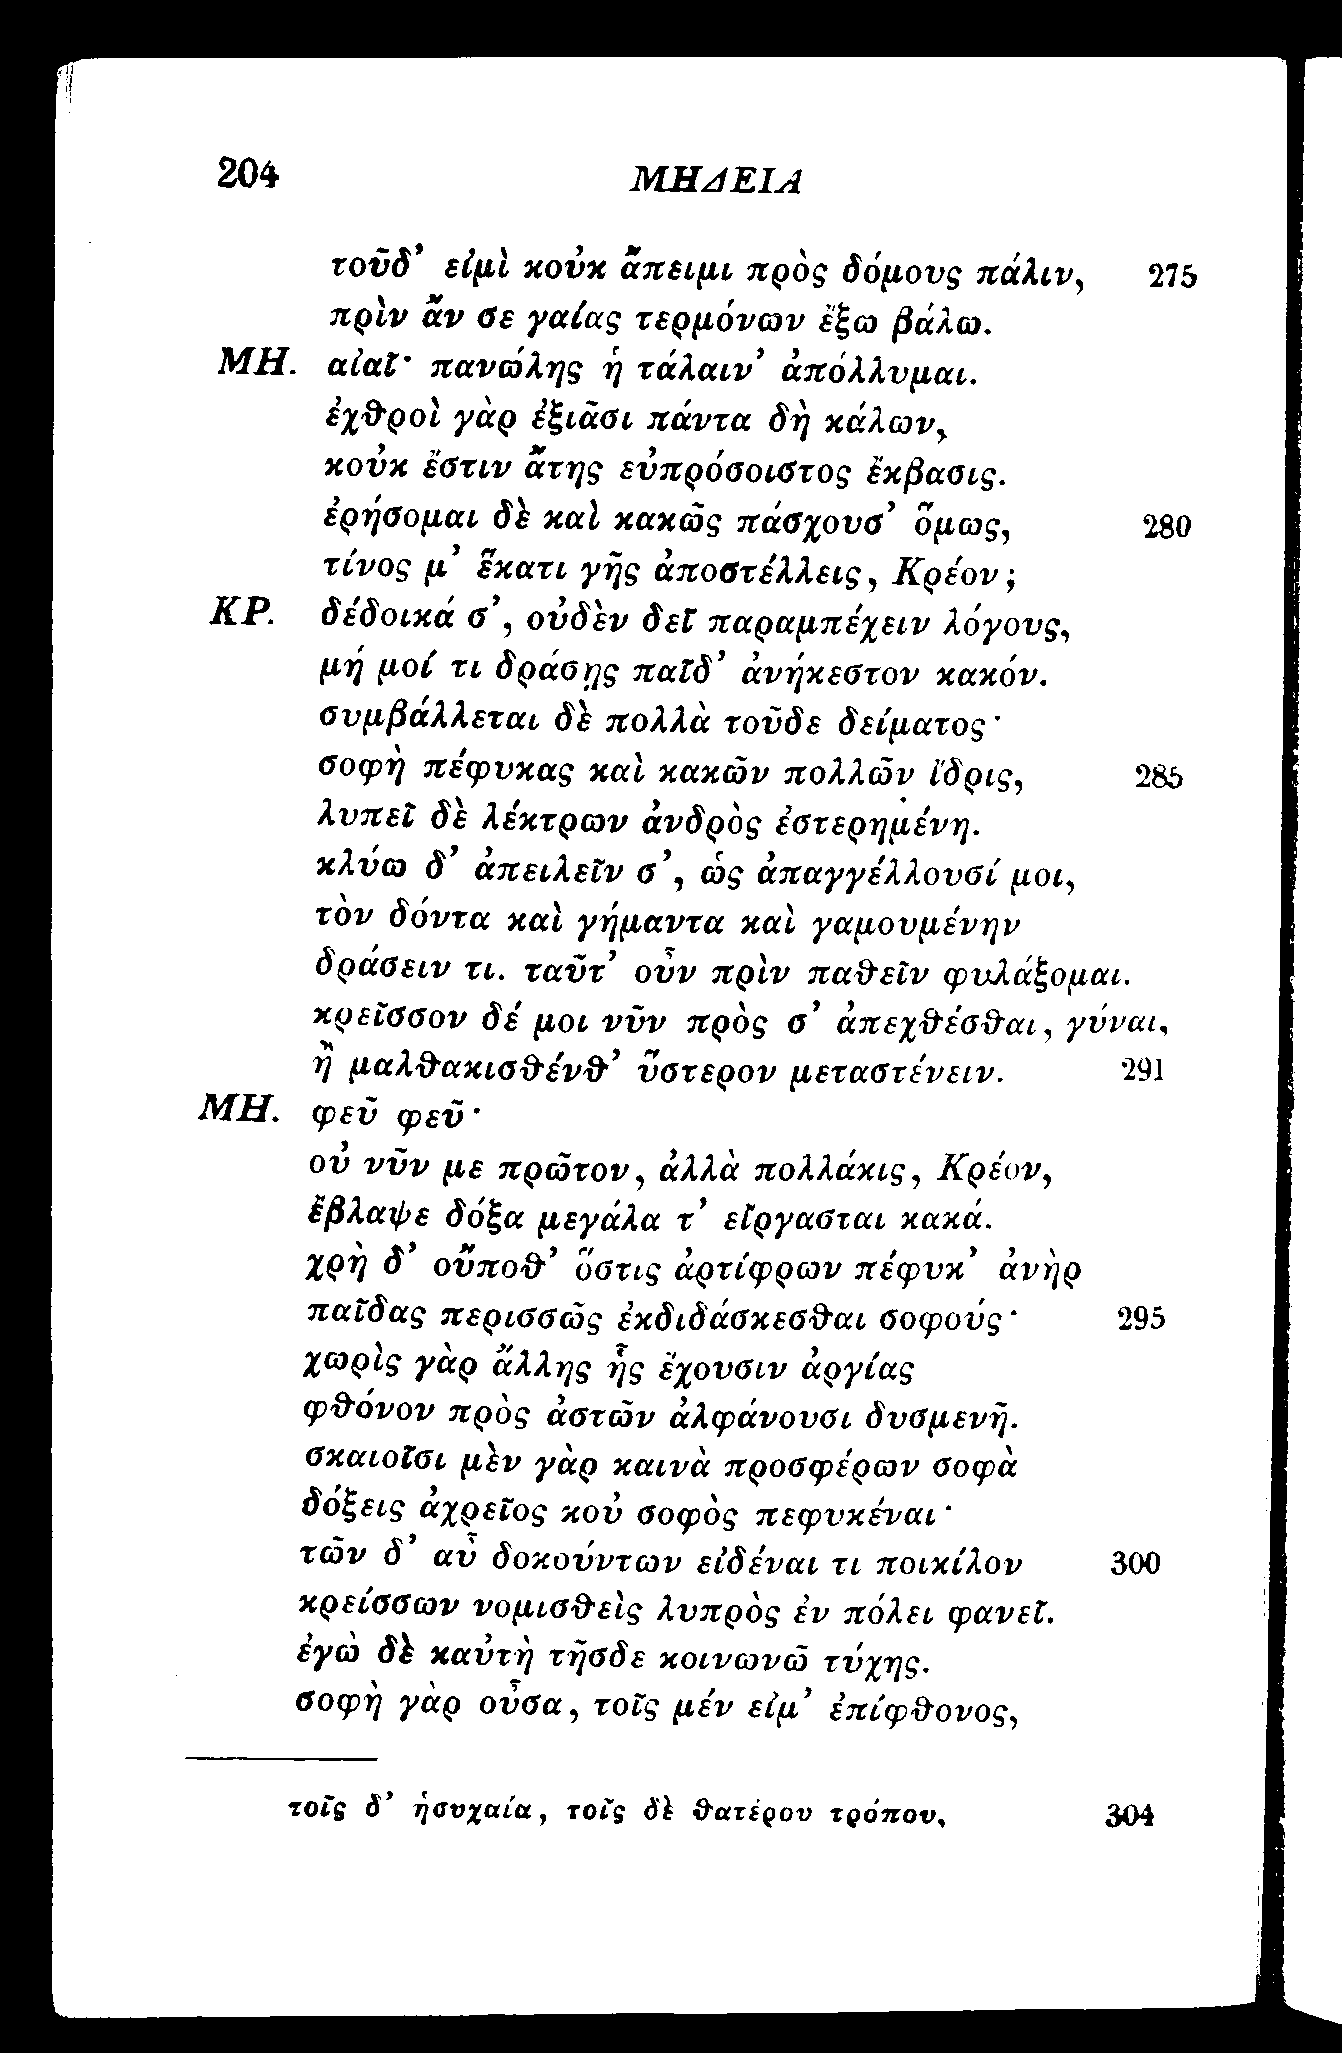 204 ΜΗΔΕΙΑ
τοῦδ’ εἰμὶ κοὐκ ἄπειμι πρὸς δόμους πάλιν, 275
πρὶν ἄν σε γαίας τερμόνων ἔξω βάλω.
ΜΗ. αἰαῖ· πανώλης ἡ τάλαιν’ ἀπόλλυμαι.
ἐχθροὶ γὰρ ἐξιᾶσι πάντα δὴ κάλων,
κοὐκ ἔστιν ἄτης εὐπρόσοιστος ἔκβασις.
ἐρήσομαι δὲ καὶ κακῶς πάσχουσ’ ὅμως, 280
τίνος μ’ ἕκατι γῆς ἀποστέλλεις, Κρέον;
ΚΡ. δέδοικά σ’, οὐδὲν δεῖ παραμπέχειν λόγους,
μή μοί τι δράσῃς παῖδ’ ἀνήκεστον κακόν.
συμβάλλεται δὲ πολλὰ τοῦδε δείματος·
σοφὴ πέφυκας καὶ κακῶν πολλῶν ἴδρις, 285
λυπεῖ δὲ λέκτρων ἀνδρὸς ἐστερημένη.
κλύω δ’ ἀπειλεῖν σ’, ὡς ἀπαγγέλλουσί μοι,
τὸν δόντα καὶ γήμαντα καὶ γαμουμένην
δράσειν τι. ταῦτ’ οὖν πρὶν παθεῖν φυλάξομαι.
κρεῖσσον δέ μοι νῦν πρὸς σ’ ἀπεχθέσθαι, γύναι,
ἢ μαλθακισθένθ’ ὕστερον μεταστένειν. 291
ΜΗ. φεῦ φεῦ·
οὐ νῦν με πρῶτον, ἀλλὰ πολλάκις, Κρέον,
ἔβλαψε δόξα μεγάλα τ’ εἴργασται κακά.
χρὴ δ’ οὔποθ’ ὅστις ἀρτίφρων πέφυκ’ ἀνὴρ
παῖδας περισσῶς ἐκδιδάσκεσθαι σοφούς· 295
χωρὶς γὰρ ἄλλης ἧς ἔχουσιν ἀργίας
φθόνον πρὸς ἀστῶν ἀλφάνουσι δυσμενῆ.
σκαιοῖσι μὲν γὰρ καινὰ προσφέρων σοφὰ
δόξεις ἀχρεῖος κοὐ σοφὸς πεφυκέναι·
τῶν δ’ αὖ δοκούντων εἰδέναι τι ποικίλον 300
κρείσσων νομισθεὶς λυπρὸς ἐν πόλει φανεῖ.
ἐγὼ δὲ καὐτὴ τῆσδε κοινωνῶ τύχης.
σοφὴ γὰρ οὖσα, τοῖς μέν εἰμ’ ἐπίφθονος,
τοῖς δ’ ἡσυχαία, τοῖς δὲ θατέρου τρόπου, 304